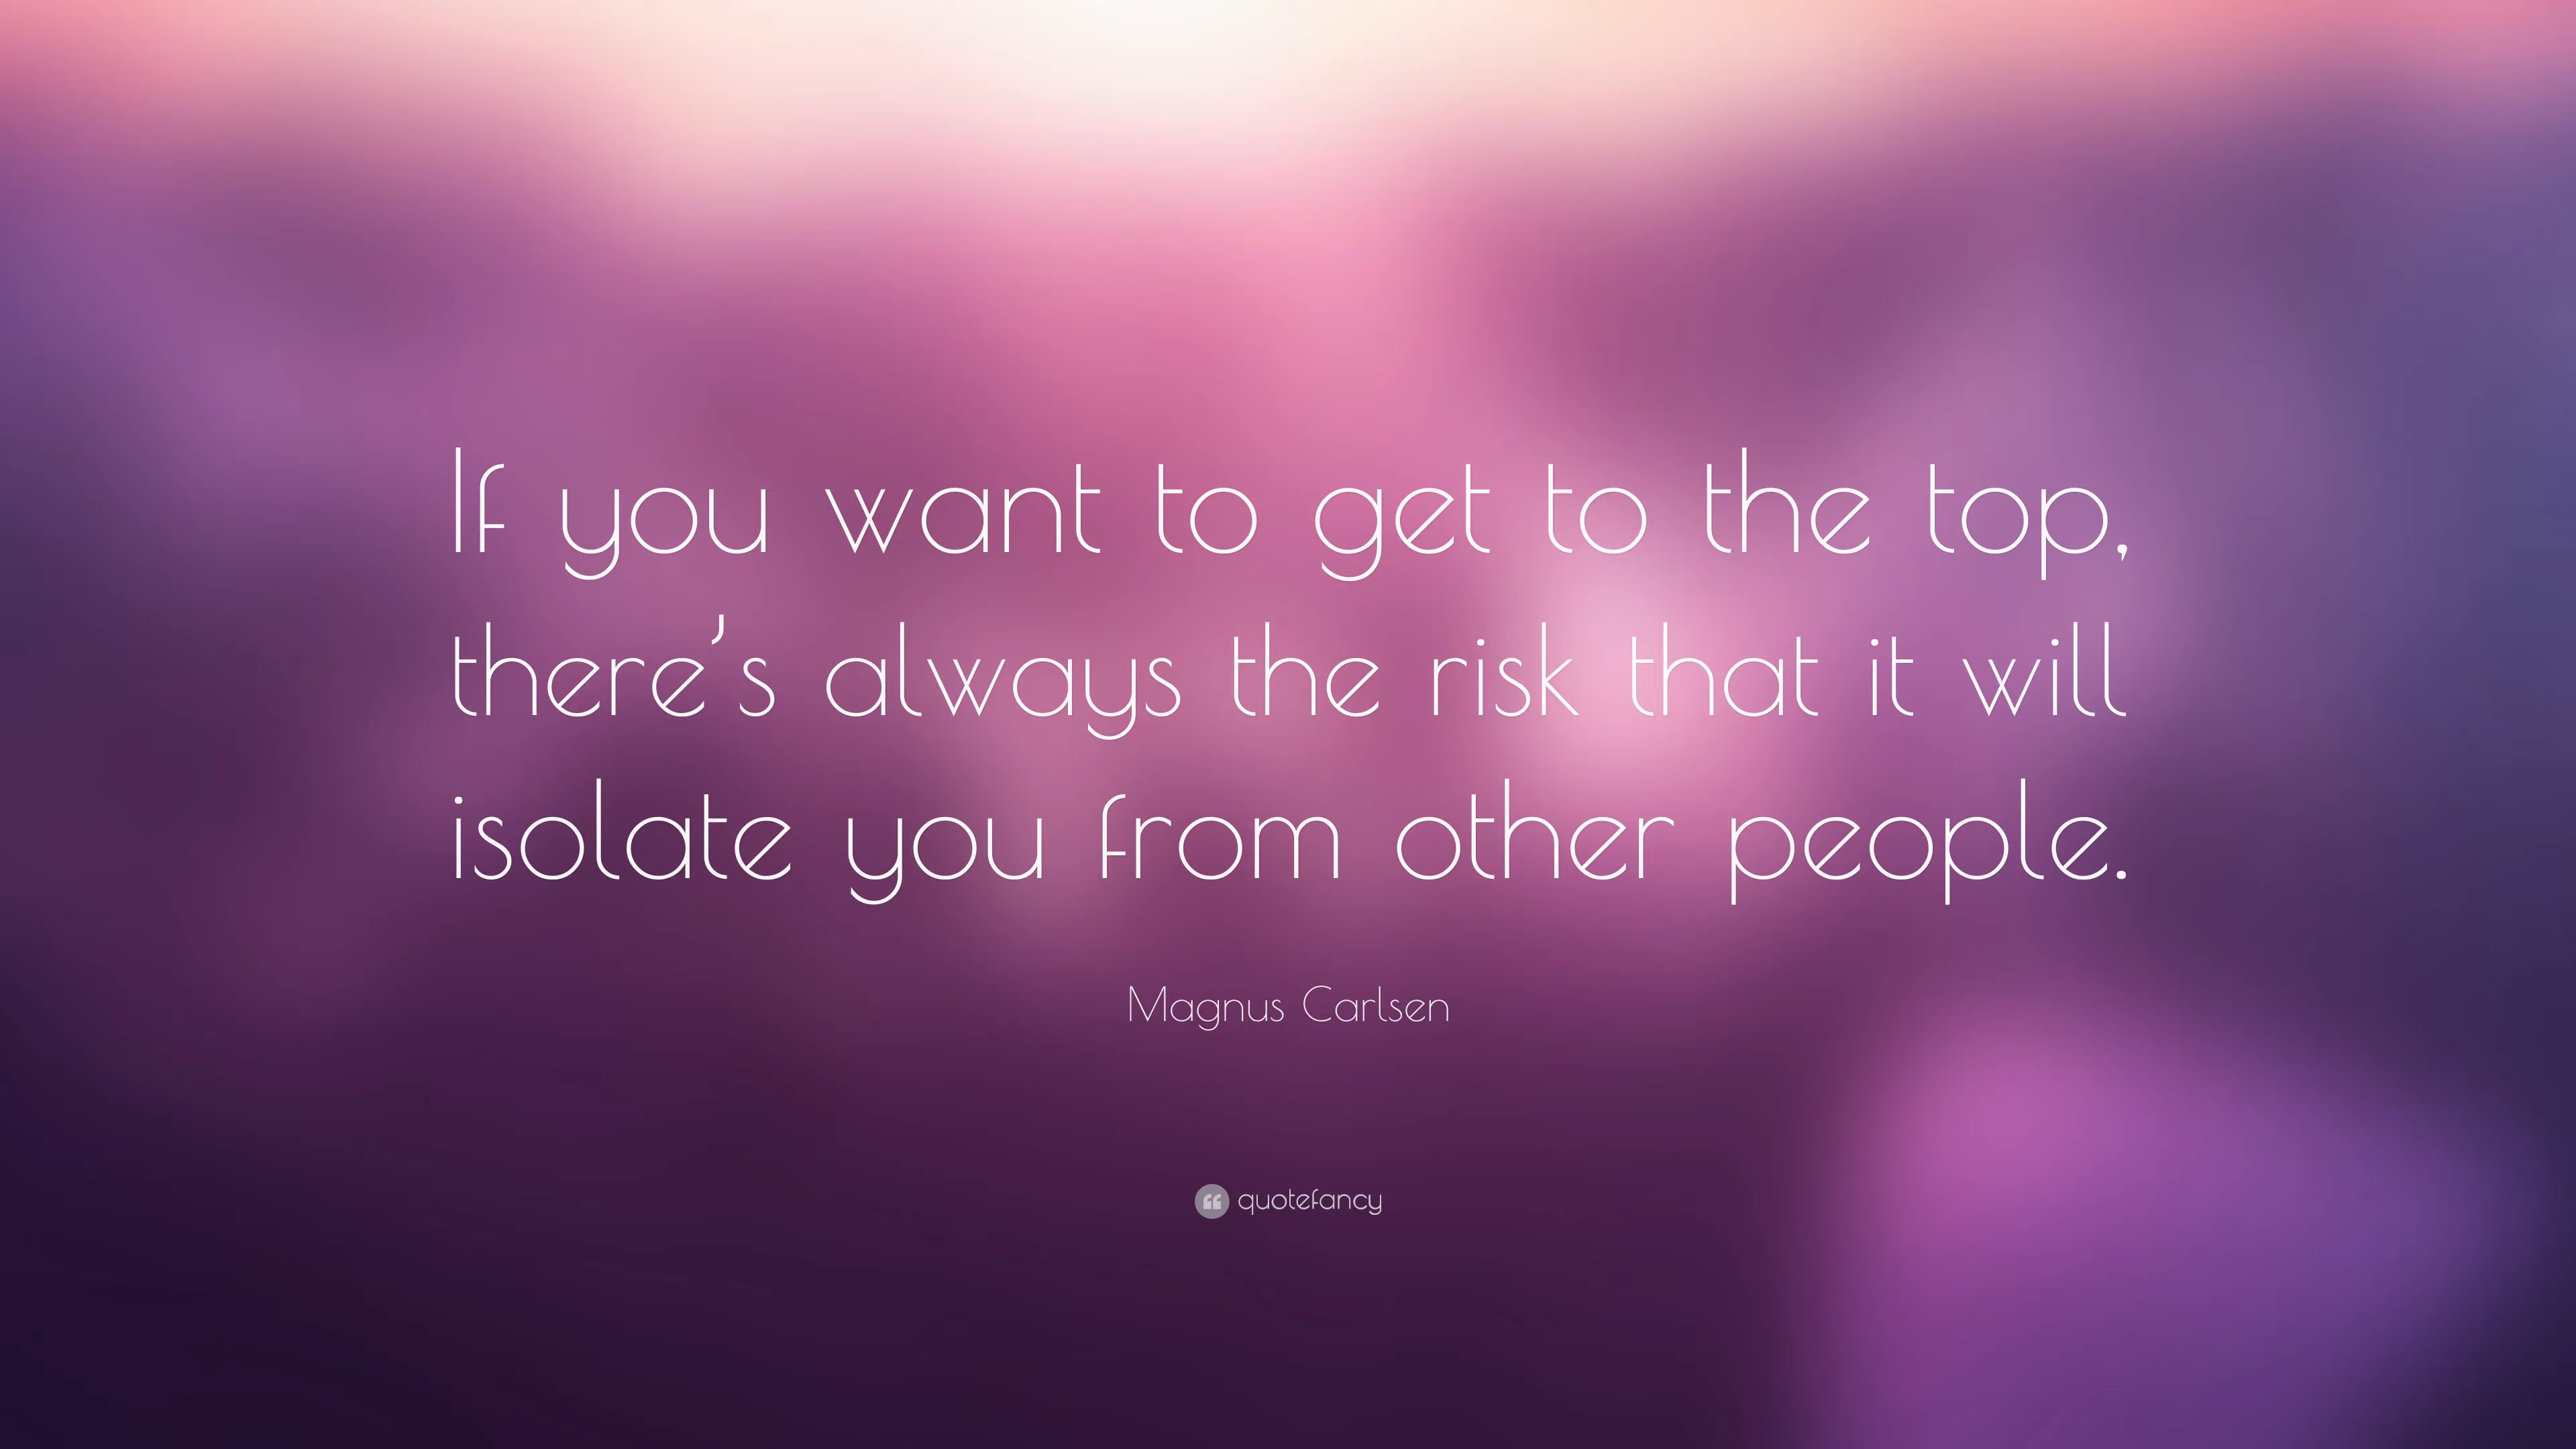 If you want to get to the top,
there's always the risk that it will
isolate you from other people.
Magnus Carlsen
quotefancy